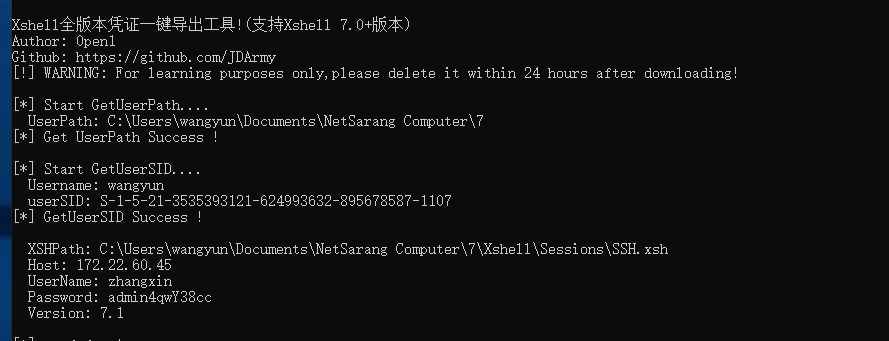 Xshell全版本凭证一键导出工具!(支持Xshell 7.0+版本)
Author: 0pen1
Github: https://github.com/JDArmy
[!] WARNING: For learning purposes only,please delete it within 24 hours after downloading!
[*] Start GetUserPath....
UserPath: C:\Users\wangyun\Documents\NetSarang Computer\7
[*] Get UserPath Success !
[*] Start GetUserSID....
Username: wangyun
userSID: S-1-5-21-3535393121-624993632-895678587-1107
[*] GetUserSID Success !
XSHPath: C:\Users\wangyun\Documents\NetSarang Computer\7\Xshell\Sessions\SSH.xsh
Host: 172.22.60.45
UserName: zhangxin
Password: admin4qwY38cc
Version: 7.1